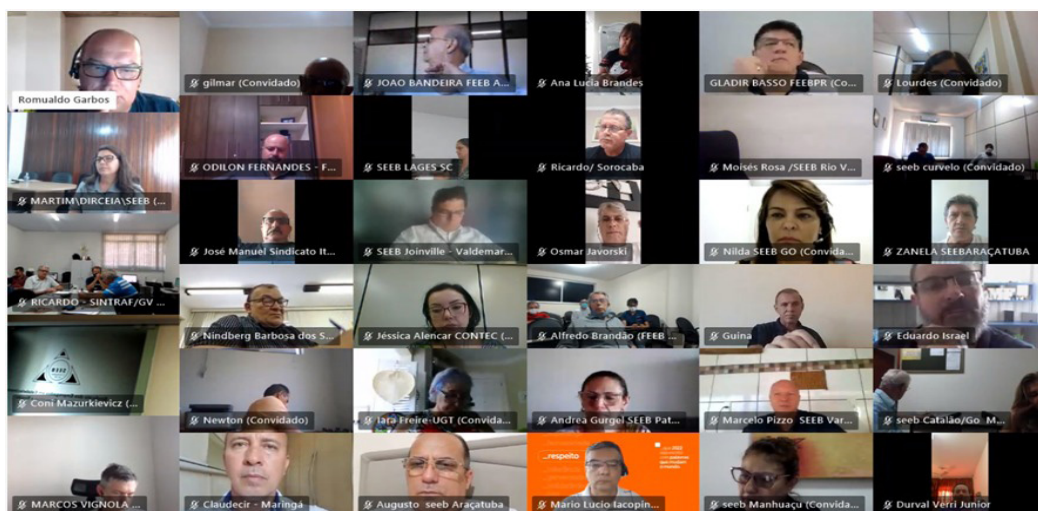 Romualdo Garbos
gilmar (Convidado)
JOAO BANDEIRA FEEB A...
Ana Lucia Brandes
GLADIR BASSO FEEBPR (Co...
Lourdes (Convidado)
MARTIM\DIRCEIA\SEEB (...
ODILON FERNANDES - F...
SEEB LAGES SC
Ricardo/ Sorocaba
Moisés Rosa /SEEB Rio V...
seeb curvelo (Convidado)
José Manuel Sindicato It...
SEEB Joinville - Valdemar...
Osmar Javorski
Nilda SEEB GO (Convida...
ZANELA SEEBARAÇATUBA
RICARDO - SINTRAF/GV ...
Nindberg Barbosa dos S...
Jéssica Alencar CONTEC (...
Alfredo Brandão (FEEB ...
Guina
Eduardo Israel
Coni Mazurkievicz (...
Newton (Convidado)
Iara Freire-UGT (Convida...
Andrea Gurgel SEEB Pat...
Marcelo Pizzo SEEB Var...
seeb Catalão/Go M...
MARCOS VIGNOLA ...
Claudecir - Maringá
Augusto seeb Araçatuba
_respeito
Mario Lucio Iacopin...
seeb Manhuaçu (Convida...
Durval Verri Junior